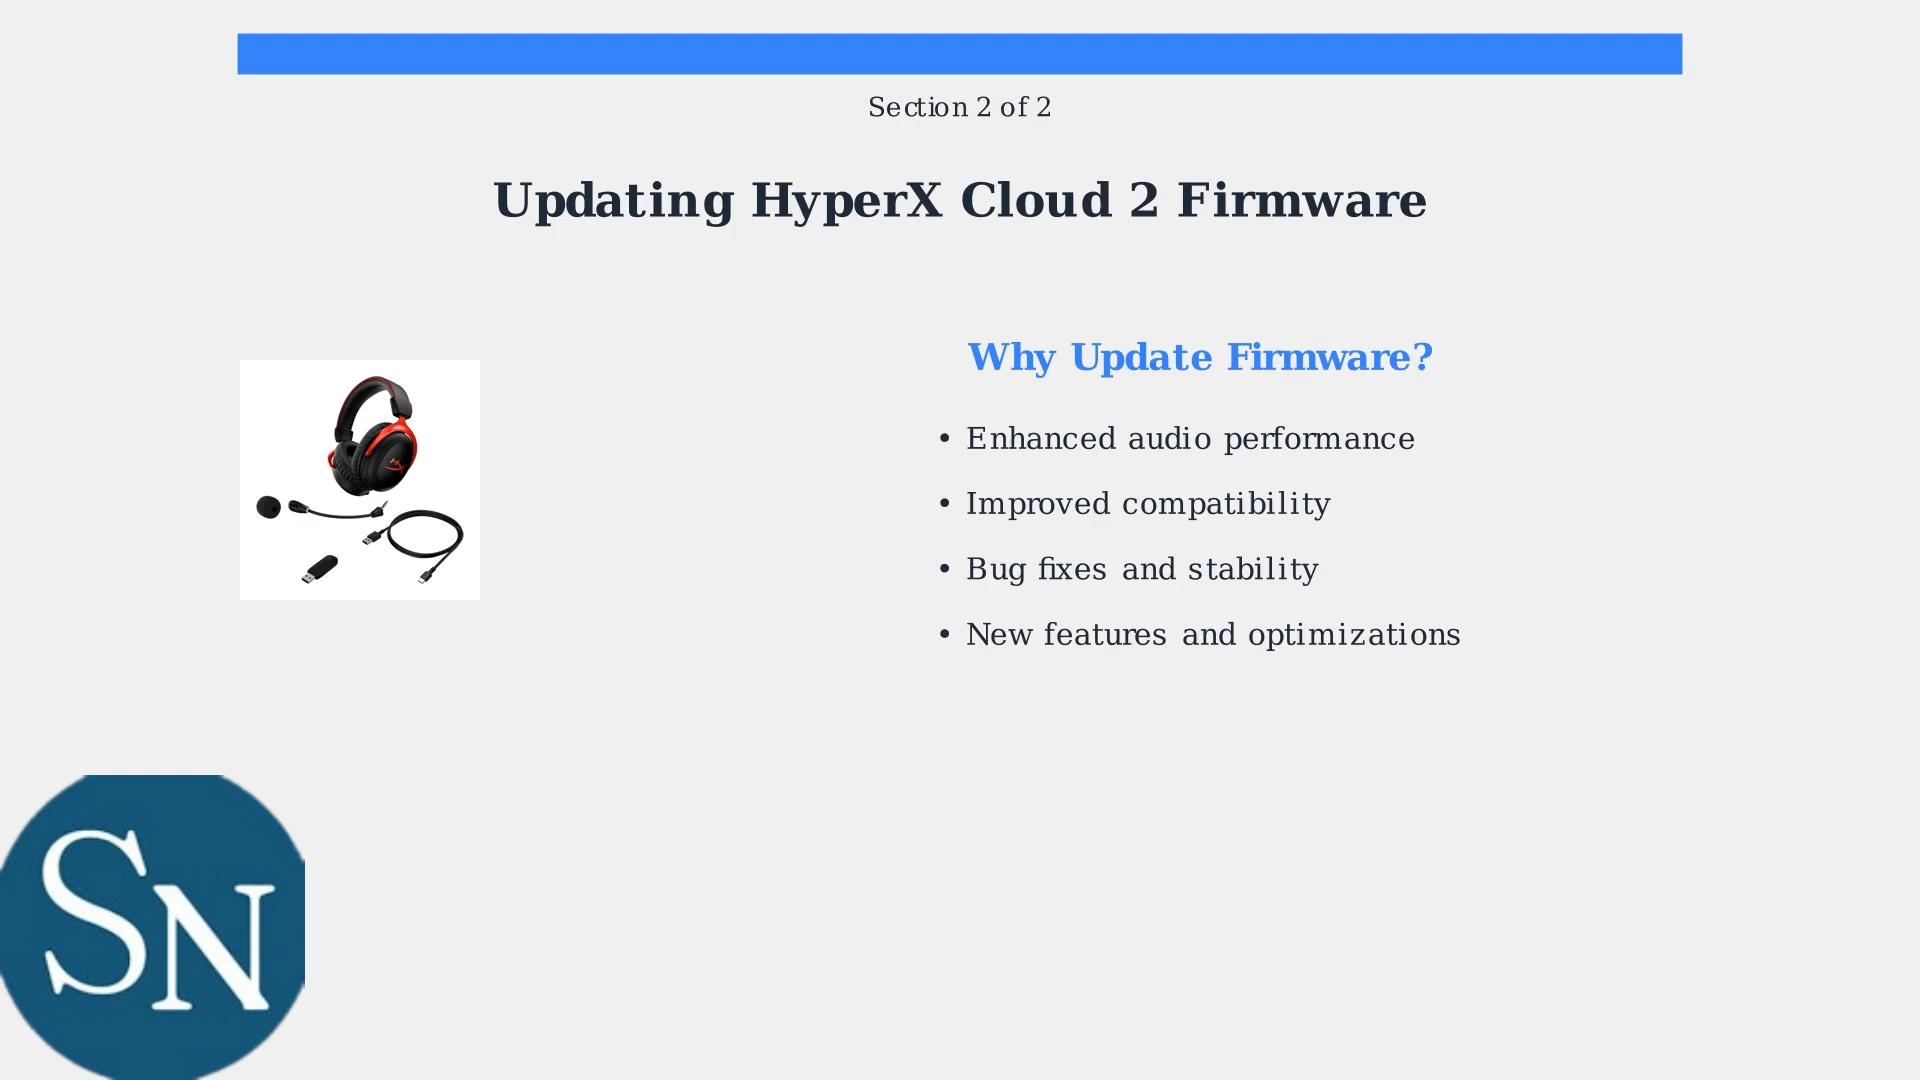 Section 2 of 2
Updating HyperX Cloud 2 Firmware
Why Update Firmware?
• Enhanced audio performance
• Improved compatibility
• Bug fixes and stability
• New features and optimizations
HX
SN